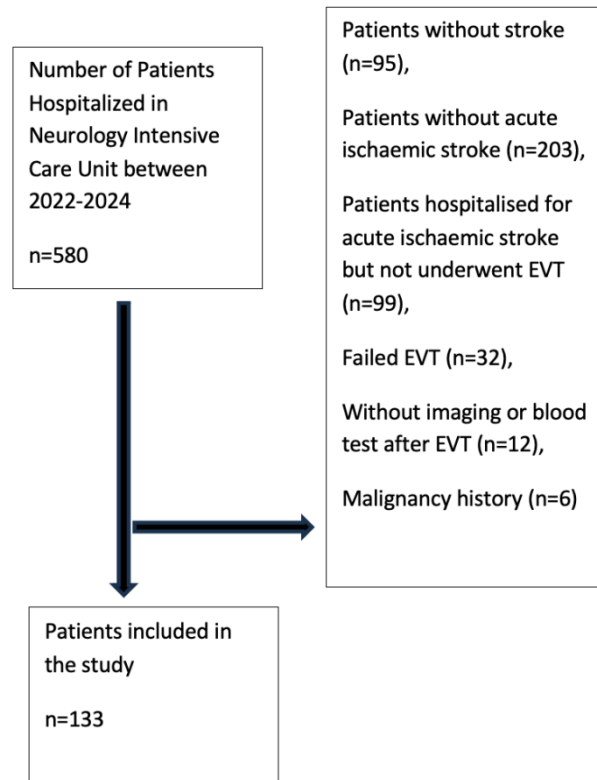 Number of Patients
Hospitalized in
Neurology Intensive
Care Unit between
2022-2024
n=580
Patients without stroke
(n=95),
Patients without acute
ischaemic stroke (n=203),
Patients hospitalised for
acute ischaemic stroke
but not underwent EVT
(n=99),
Failed EVT (n=32),
Without imaging or blood
test after EVT (n=12),
Malignancy history (n=6)
Patients included in
the study
n=133